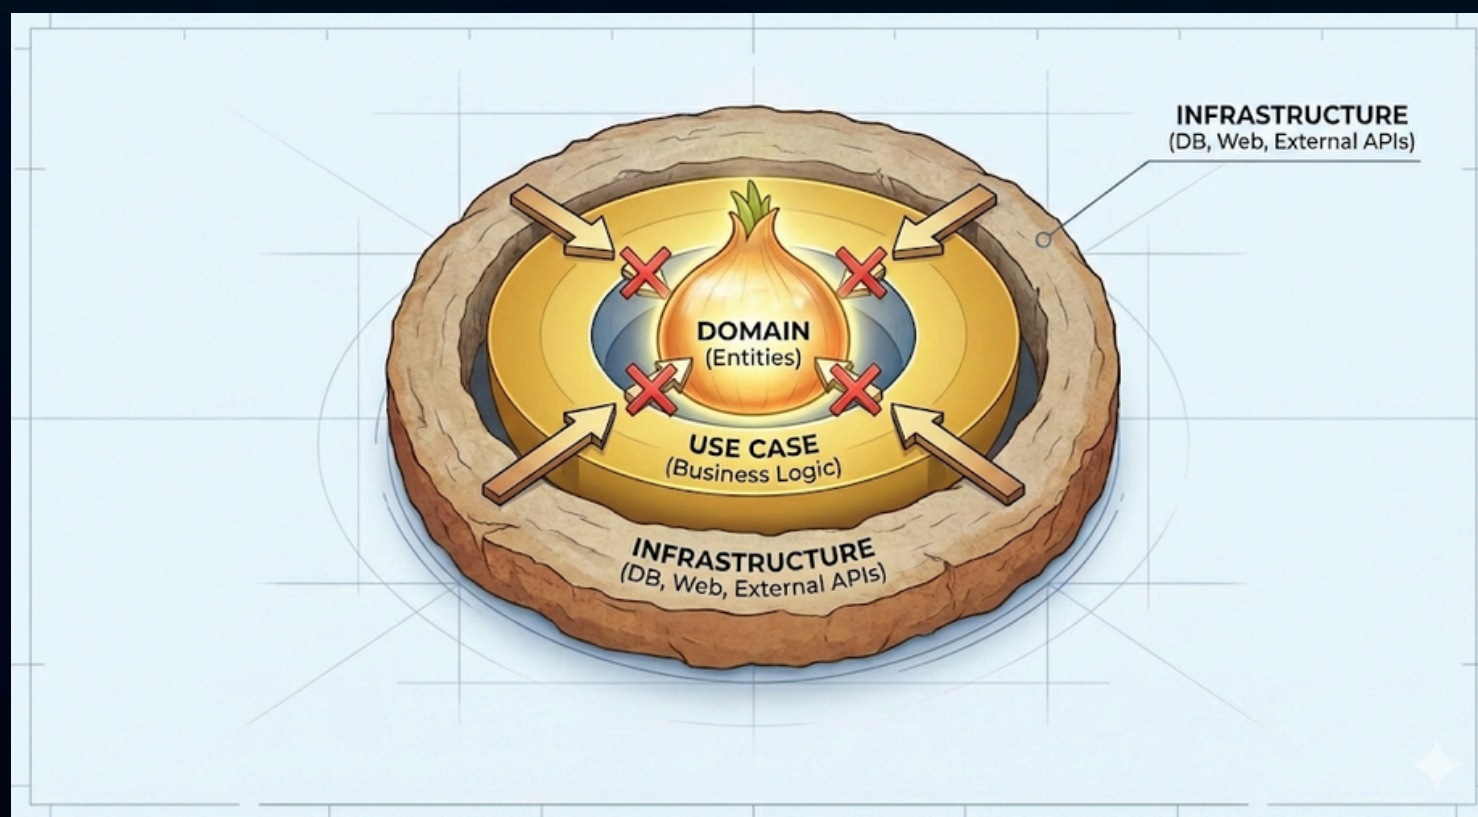 INFRASTRUCTURE
(DB, Web, External APIs)
DOMAIN
(Entities)
USE CASE
(Business Logic)
INFRASTRUCTURE
(DB, Web, External APIs)